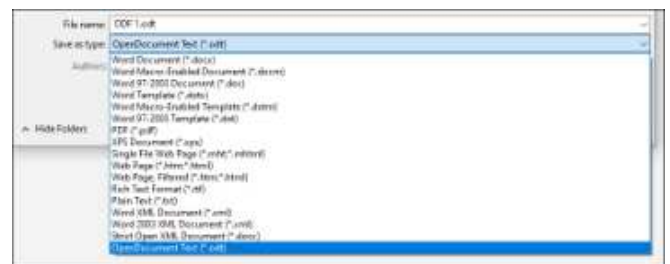 File name: ODF 1.odt
Save as type: OpenDocument Text (*.odt)
Authors:
Word Document (*.docx)
Word Macro-Enabled Document (*.docm)
Word 97-2003 Document (*.doc)
Word Template (*.dotx)
Word Macro-Enabled Template (*.dotm)
Word 97-2003 Template (*.dot)
PDF (*.pdf)
XPS Document (*.xps)
Single File Web Page (*.mht;*.mhtml)
Web Page (*.htm;*.html)
Web Page, Filtered (*.htm;*.html)
Rich Text Format (*.rtf)
Plain Text (*.txt)
Word XML Document (*.xml)
Word 2003 XML Document (*.xml)
Strict Open XML Document (*.docx)
OpenDocument Text (*.odt)
Hide Folders